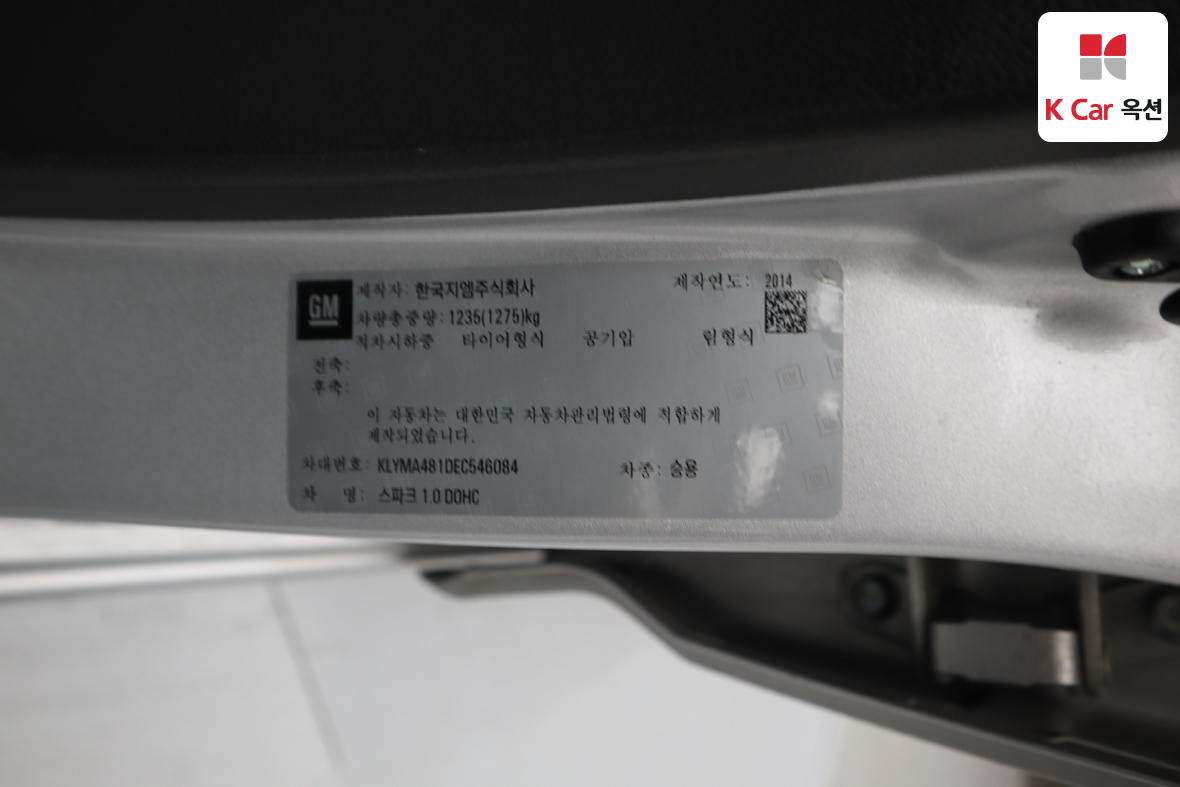 K Car 옥션
GM
제작자: 한국지엠주식회사 제작연도: 2014
차량총중량: 1235(1275)kg
적차시하중 타이어형식 공기압 림형식
전축:
후축:
이 자동차는 대한민국 자동차관리법령에 적합하게
제작되었습니다.
차대번호: KLYMA481DEC546084 차종: 승용
차 명: 스파크 1.0 DOHC